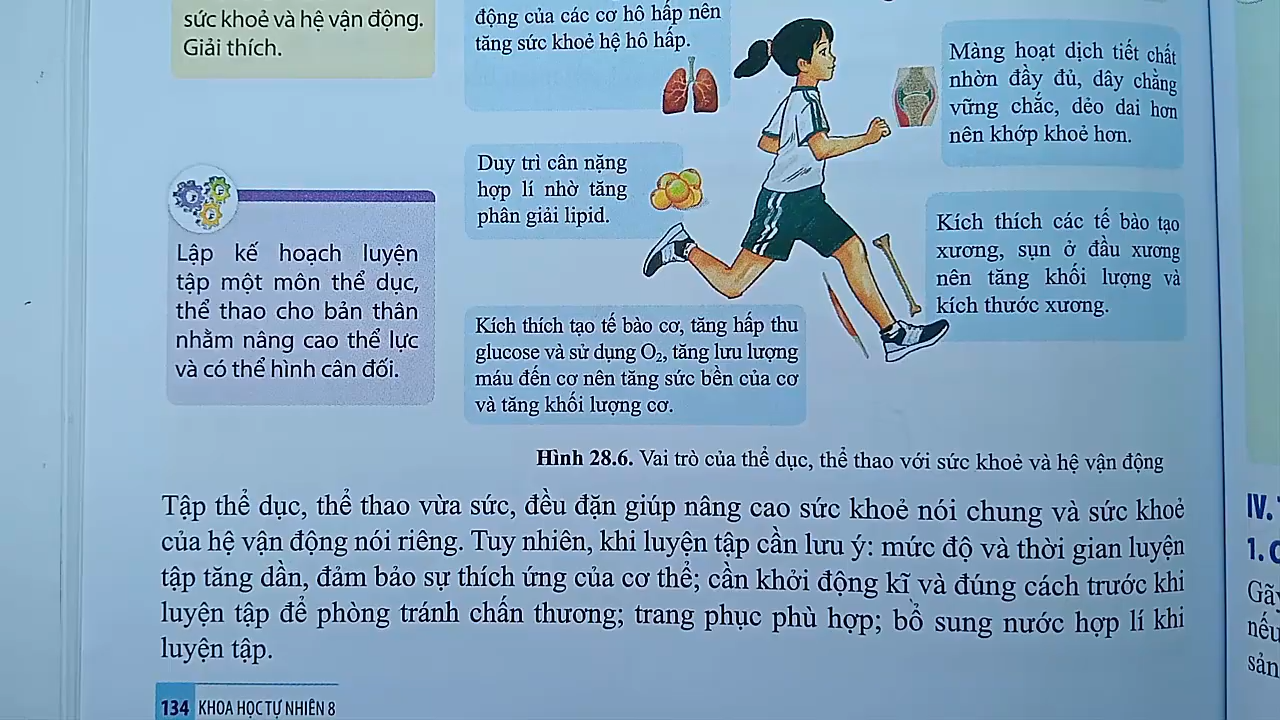 sức khoẻ và hệ vận động.
Giải thích.
động của các cơ hô hấp nên
tăng sức khoẻ hệ hô hấp.
Màng hoạt dịch tiết chất
nhờn đầy đủ, dây chằng
vững chắc, dẻo dai hơn
nên khớp khoẻ hơn.
Duy trì cân nặng
hợp lí nhờ tăng
phân giải lipid.
Kích thích các tế bào tạo
xương, sụn ở đầu xương
nên tăng khối lượng và
kích thước xương.
Lập kế hoạch luyện
tập một môn thể dục,
thể thao cho bản thân
nhằm nâng cao thể lực
và có thể hình cân đối.
Kích thích tạo tế bào cơ, tăng hấp thu
glucose và sử dụng O₂, tăng lưu lượng
máu đến cơ nên tăng sức bền của cơ
và tăng khối lượng cơ.
Hình 28.6. Vai trò của thể dục, thể thao với sức khoẻ và hệ vận động
Tập thể dục, thể thao vừa sức, đều đặn giúp nâng cao sức khoẻ nói chung và sức khoẻ
của hệ vận động nói riêng. Tuy nhiên, khi luyện tập cần lưu ý: mức độ và thời gian luyện
tập tăng dần, đảm bảo sự thích ứng của cơ thể; cần khởi động kĩ và đúng cách trước khi
luyện tập để phòng tránh chấn thương; trang phục phù hợp; bổ sung nước hợp lí khi
luyện tập.
134 KHOA HỌC TỰ NHIÊN 8
IV.
1.
nếu
sản